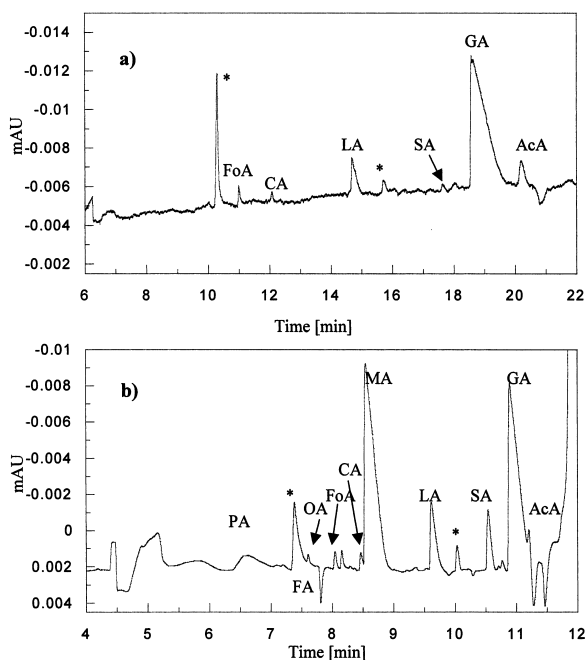 -0.014
-0.012
-0.01
-0.008
-0.006
-0.004
-0.002
mAU
a)
*
FoA
CA
LA
*
SA
GA
AcA
6 8 10 12 14 16 18 20 22
Time [min]
-0.01
-0.008
-0.006
-0.004
-0.002
0
0.002
0.004
mAU
b)
PA
*
OA
FA
FoA
CA
MA
LA
*
SA
GA
AcA
4 5 6 7 8 9 10 11 12
Time [min]